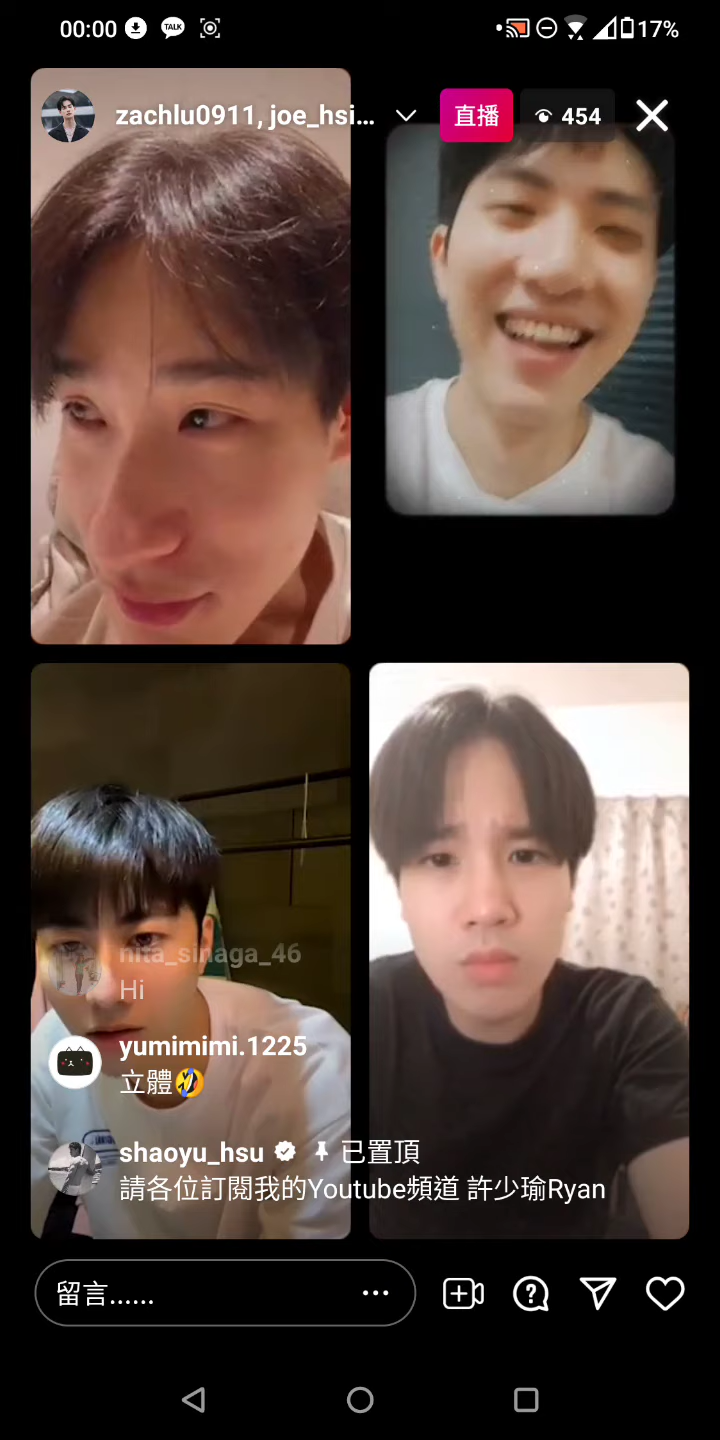 00:00
TALK
17%
zachlu0911, joe_hsi...
直播
454
nita_sinaga_46
Hi
yumimimi.1225
立體🤣
shaoyu_hsu 已置頂
請各位訂閱我的Youtube頻道 許少瑜Ryan
留言......